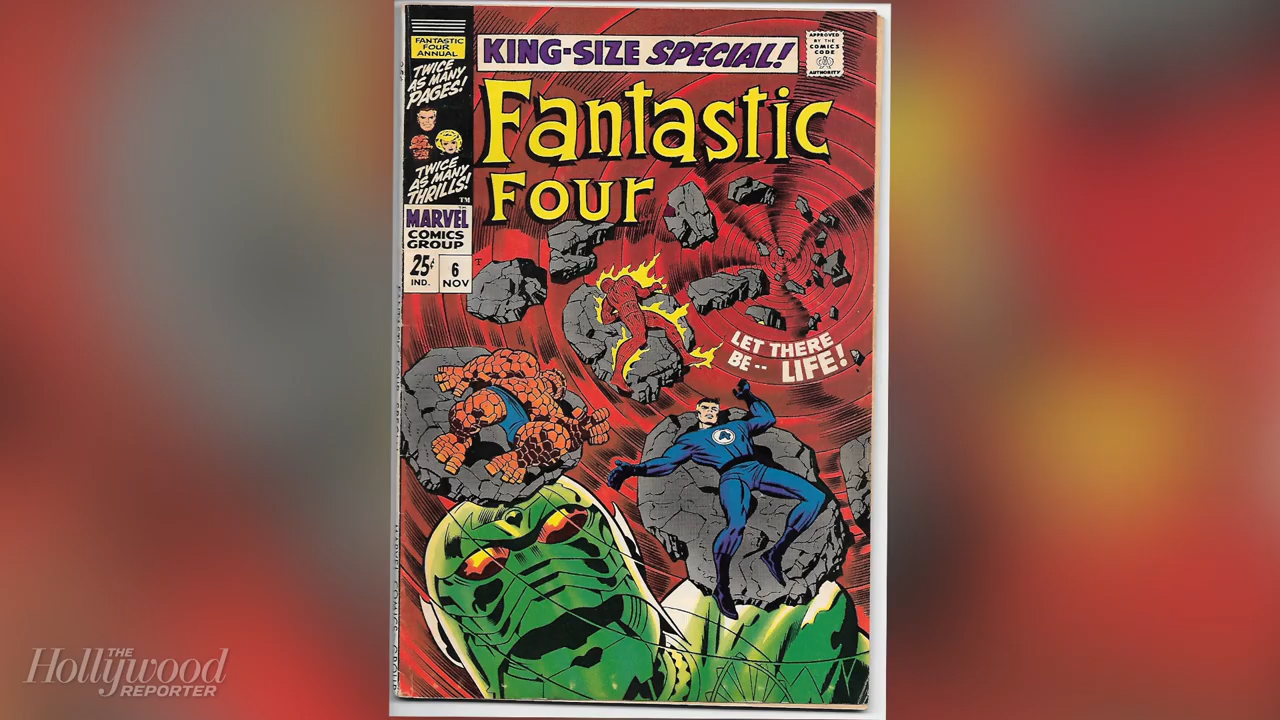 FANTASTIC
FOUR
ANNUAL
TWICE
AS MANY
PAGES!
TWICE
AS MANY
THRILLS!
TM
MARVEL
COMICS
GROUP
25¢
IND.
6
NOV
KING-SIZE SPECIAL!
APPROVED
BY THE
COMICS
CODE
AUTHORITY
Fantastic
Four
LET THERE
BE-- LIFE!
THE
Hollywood
REPORTER